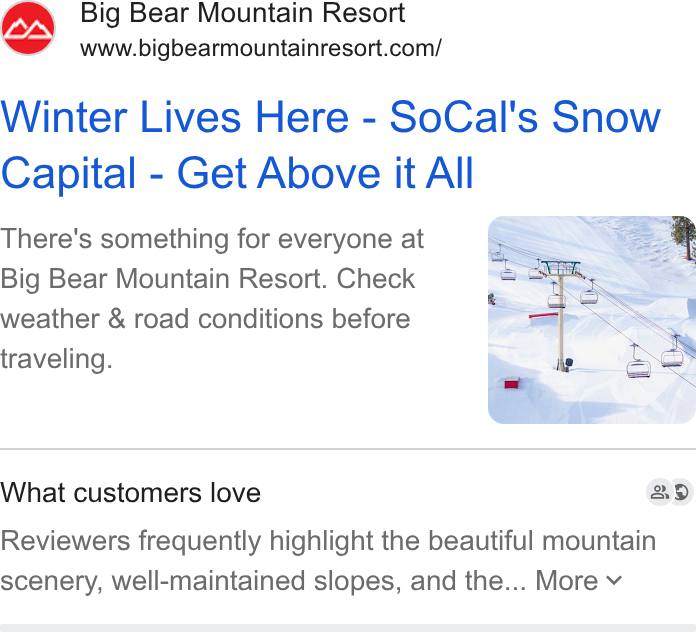 Big Bear Mountain Resort
www.bigbearmountainresort.com/
Winter Lives Here - SoCal's Snow
Capital - Get Above it All
There's something for everyone at
Big Bear Mountain Resort. Check
weather & road conditions before
traveling.
What customers love
Reviewers frequently highlight the beautiful mountain
scenery, well-maintained slopes, and the... More